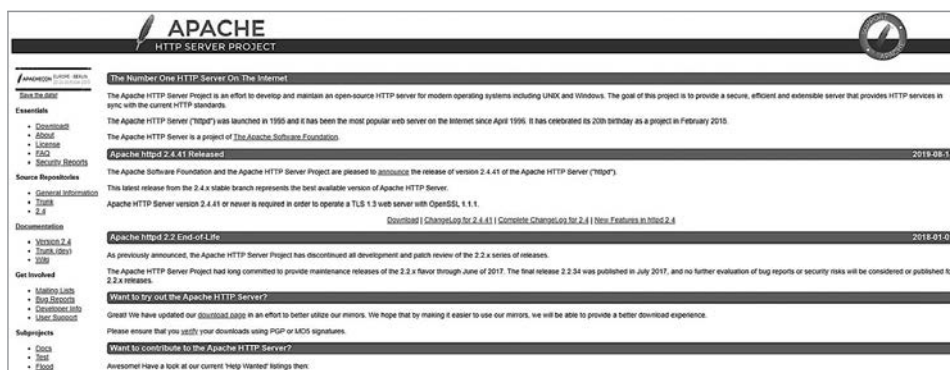 APACHE
HTTP SERVER PROJECT
APACHECON EUROPE - BERLIN
Save the date!
Essentials
Download!
About
License
FAQ
Security Reports
Source Repositories
General Information
Trunk
2.4
Documentation
Version 2.4
Trunk (dev)
Wiki
Get Involved
Mailing Lists
Bug Reports
Developer Info
User Support
Subprojects
Docs
Test
Flood
The Number One HTTP Server On The Internet
The Apache HTTP Server Project is an effort to develop and maintain an open-source HTTP server for modern operating systems including UNIX and Windows. The goal of this project is to provide a secure, efficient and extensible server that provides HTTP services in
sync with the current HTTP standards.
The Apache HTTP Server ("httpd") was launched in 1995 and it has been the most popular web server on the Internet since April 1996. It has celebrated its 20th birthday as a project in February 2015.
The Apache HTTP Server is a project of The Apache Software Foundation.
Apache httpd 2.4.41 Released 2019-08-1
The Apache Software Foundation and the Apache HTTP Server Project are pleased to announce the release of version 2.4.41 of the Apache HTTP Server ("httpd").
This latest release from the 2.4.x stable branch represents the best available version of Apache HTTP Server.
Apache HTTP Server version 2.4.41 or newer is required in order to operate a TLS 1.3 web server with OpenSSL 1.1.1.
Download | ChangeLog for 2.4.41 | Complete ChangeLog for 2.4 | New Features in httpd 2.4
Apache httpd 2.2 End-of-Life 2018-01-0
As previously announced, the Apache HTTP Server Project has discontinued all development and patch review of the 2.2.x series of releases.
The Apache HTTP Server Project had long committed to provide maintenance releases of the 2.2.x flavor through June of 2017. The final release 2.2.34 was published in July 2017, and no further evaluation of bug reports or security risks will be considered or published fo
2.2.x releases.
Want to try out the Apache HTTP Server?
Great! We have updated our download page in an effort to better utilize our mirrors. We hope that by making it easier to use our mirrors, we will be able to provide a better download experience.
Please ensure that you verify your downloads using PGP or MD5 signatures.
Want to contribute to the Apache HTTP Server?
Awesome! Have a look at our current 'Help Wanted' listings then: